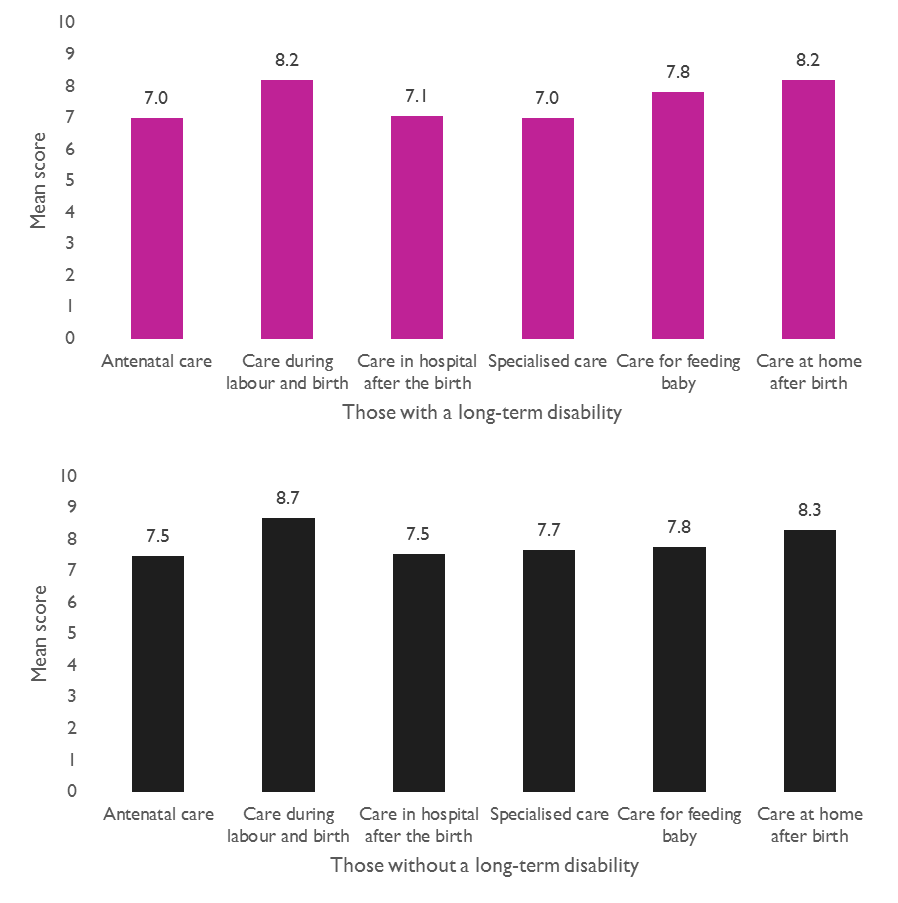 10
9
8
7
6
5
4
3
2
1
0
Mean score
7.0
8.2
7.1
7.0
7.8
8.2
Antenatal care
Care during
labour and birth
Care in hospital
after the birth
Specialised care
Care for feeding
baby
Care at home
after birth
Those with a long-term disability
10
9
8
7
6
5
4
3
2
1
0
Mean score
7.5
8.7
7.5
7.7
7.8
8.3
Antenatal care
Care during
labour and birth
Care in hospital
after the birth
Specialised care
Care for feeding
baby
Care at home
after birth
Those without a long-term disability